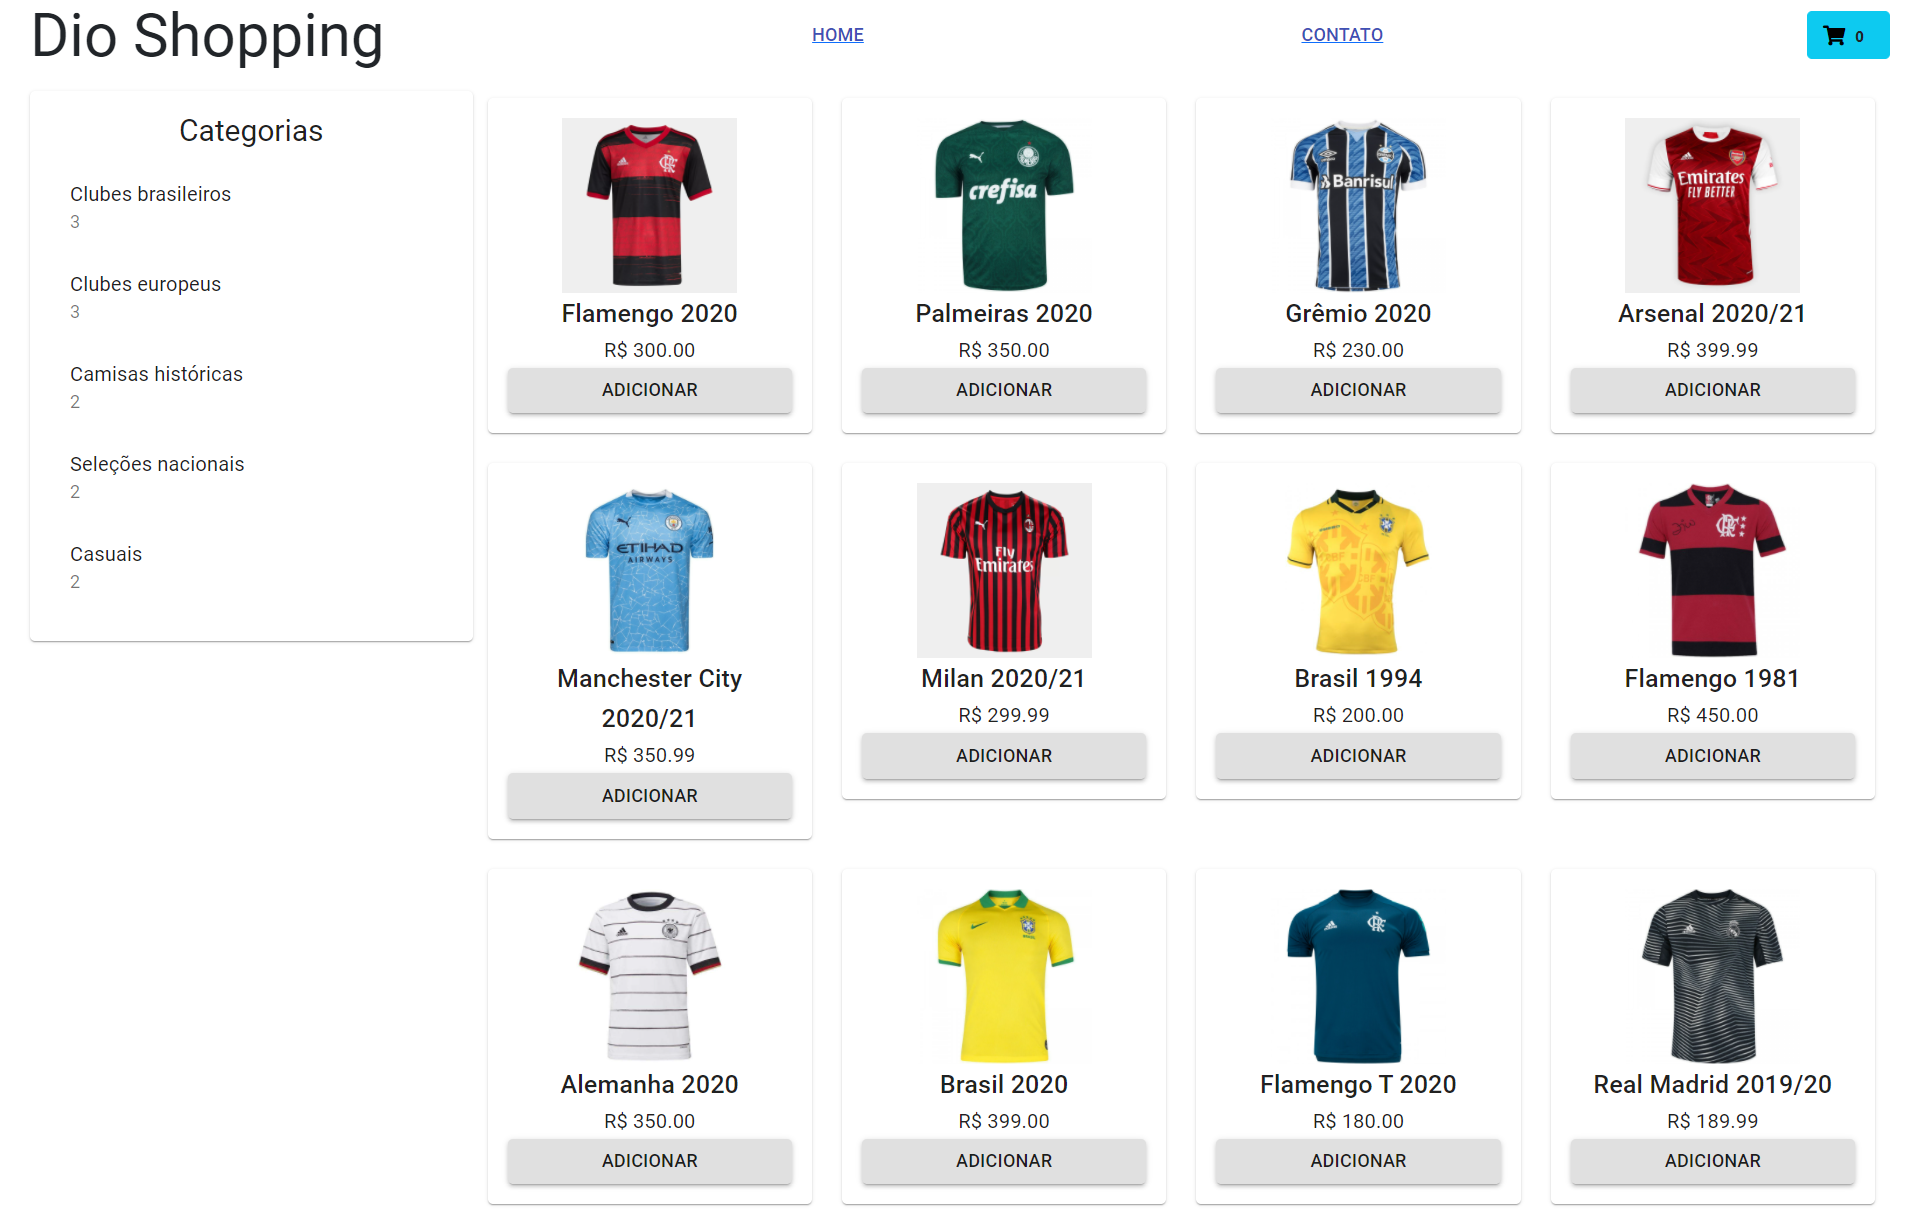 Dio Shopping
HOME
CONTATO
0
Categorias
Clubes brasileiros
3
Clubes europeus
3
Camisas históricas
2
Seleções nacionais
2
Casuais
2
Flamengo 2020
R$ 300.00
ADICIONAR
crefisa
Palmeiras 2020
R$ 350.00
ADICIONAR
Banrisul
Grêmio 2020
R$ 230.00
ADICIONAR
Emirates
FLY BETTER
Arsenal 2020/21
R$ 399.99
ADICIONAR
ETIHAD
AIRWAYS
Manchester City
2020/21
R$ 350.99
ADICIONAR
Fly
Emirates
Milan 2020/21
R$ 299.99
ADICIONAR
Brasil 1994
R$ 200.00
ADICIONAR
Flamengo 1981
R$ 450.00
ADICIONAR
Alemanha 2020
R$ 350.00
ADICIONAR
Brasil 2020
R$ 399.00
ADICIONAR
Flamengo T 2020
R$ 180.00
ADICIONAR
Real Madrid 2019/20
R$ 189.99
ADICIONAR